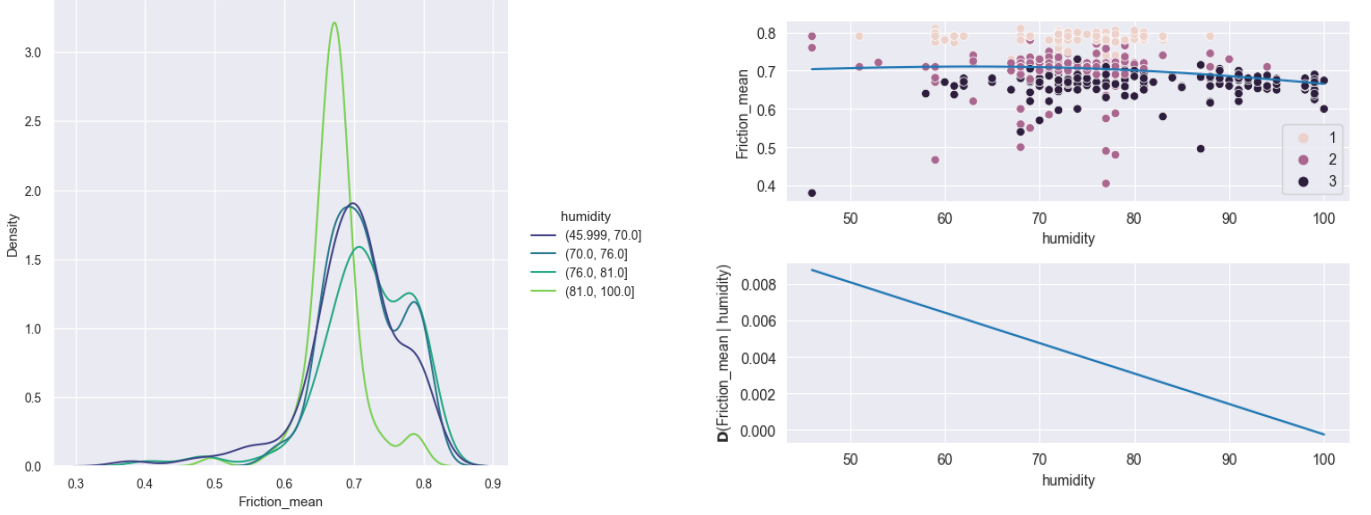 3.0
2.5
2.0
1.5
1.0
0.5
0.0
Density
0.3 0.4 0.5 0.6 0.7 0.8 0.9
Friction_mean
humidity
(45.999, 70.0]
(70.0, 76.0]
(76.0, 81.0]
(81.0, 100.0]
0.8
0.7
0.6
0.5
0.4
Friction_mean
1
2
3
50 60 70 80 90 100
humidity
0.008
0.006
0.004
0.002
0.000
D(Friction_mean | humidity)
50 60 70 80 90 100
humidity